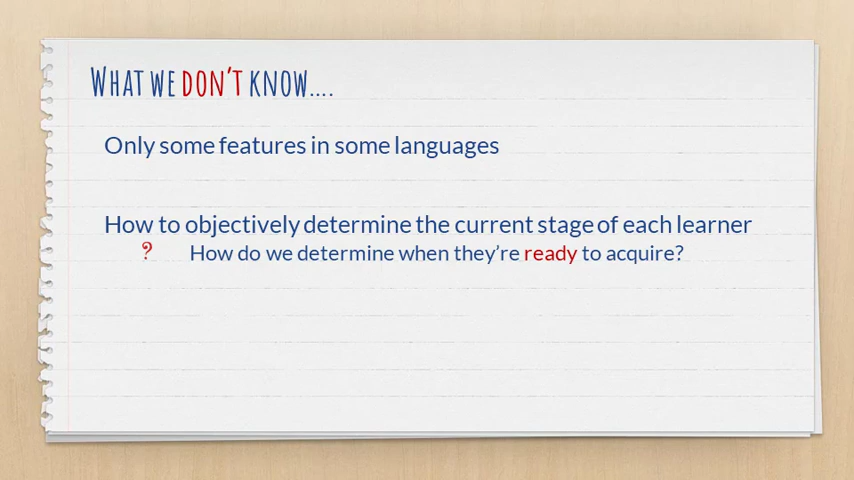 What we don't know....
Only some features in some languages
How to objectively determine the current stage of each learner
? How do we determine when they're ready to acquire?